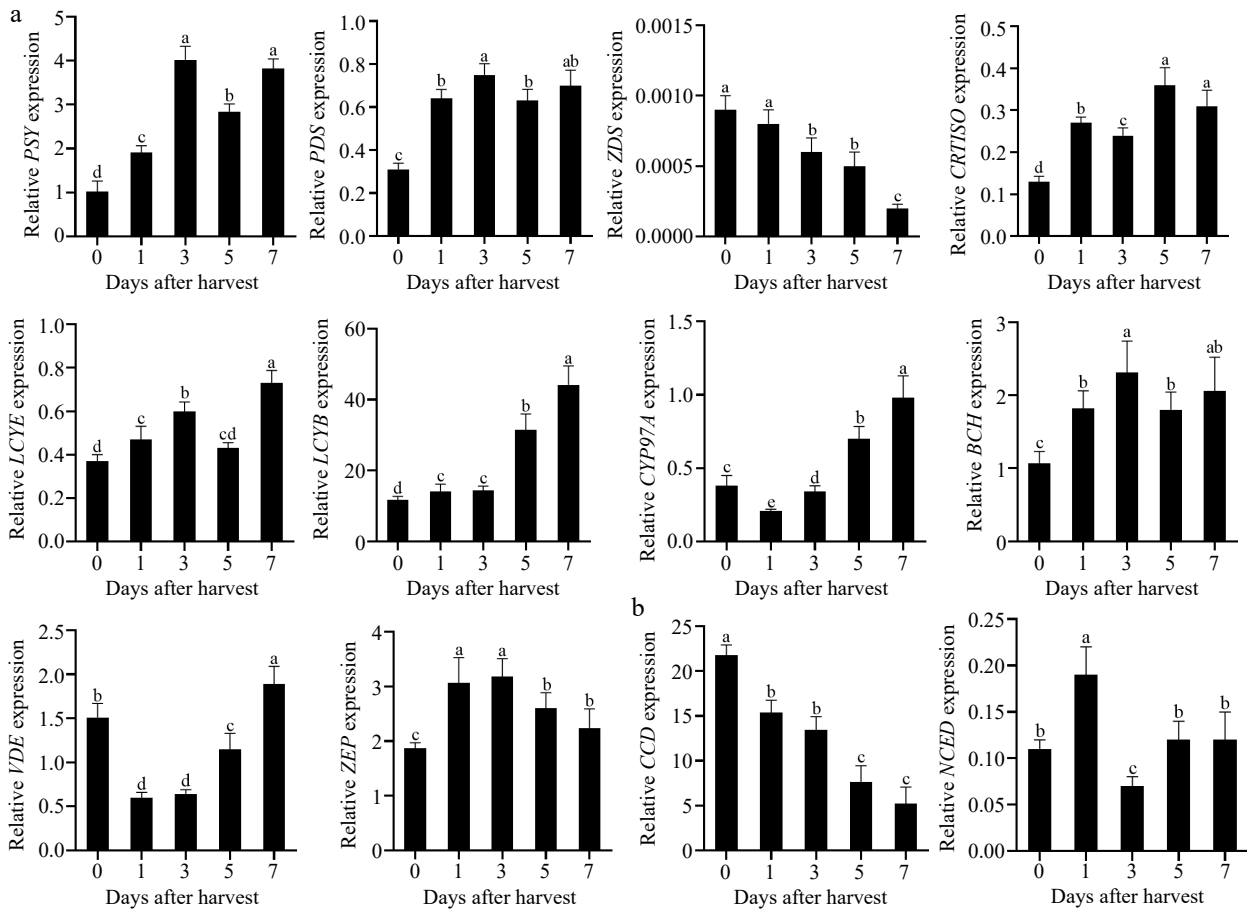 a
Relative PSY expression
5
4
3
2
1
0
d
c
a
b
a
0 1 3 5 7
Days after harvest
Relative PDS expression
1.0
0.8
0.6
0.4
0.2
0.0
c
b
a
b
ab
0 1 3 5 7
Days after harvest
Relative ZDS expression
0.0015
0.0010
0.0005
0.0000
a
a
b
b
c
0 1 3 5 7
Days after harvest
Relative CRTISO expression
0.5
0.4
0.3
0.2
0.1
0.0
d
b
c
a
a
0 1 3 5 7
Days after harvest
Relative LCYE expression
1.0
0.8
0.6
0.4
0.2
0.0
d
c
b
cd
a
0 1 3 5 7
Days after harvest
Relative LCYB expression
60
40
20
10
0
d
c
c
b
a
0 1 3 5 7
Days after harvest
Relative CYP97A expression
1.5
1.0
0.5
0.0
c
e
d
b
a
0 1 3 5 7
Days after harvest
Relative BCH expression
3
2
1
0
c
b
a
b
ab
0 1 3 5 7
Days after harvest
Relative VDE expression
2.5
2.0
1.5
1.0
0.5
0.0
b
d
d
c
a
0 1 3 5 7
Days after harvest
Relative ZEP expression
4
3
2
1
0
c
a
a
b
b
0 1 3 5 7
Days after harvest
b
Relative CCD expression
25
20
15
10
5
0
a
b
b
c
c
0 1 3 5 7
Days after harvest
Relative NCED expression
0.25
0.20
0.15
0.10
0.05
0.00
b
a
c
b
b
0 1 3 5 7
Days after harvest